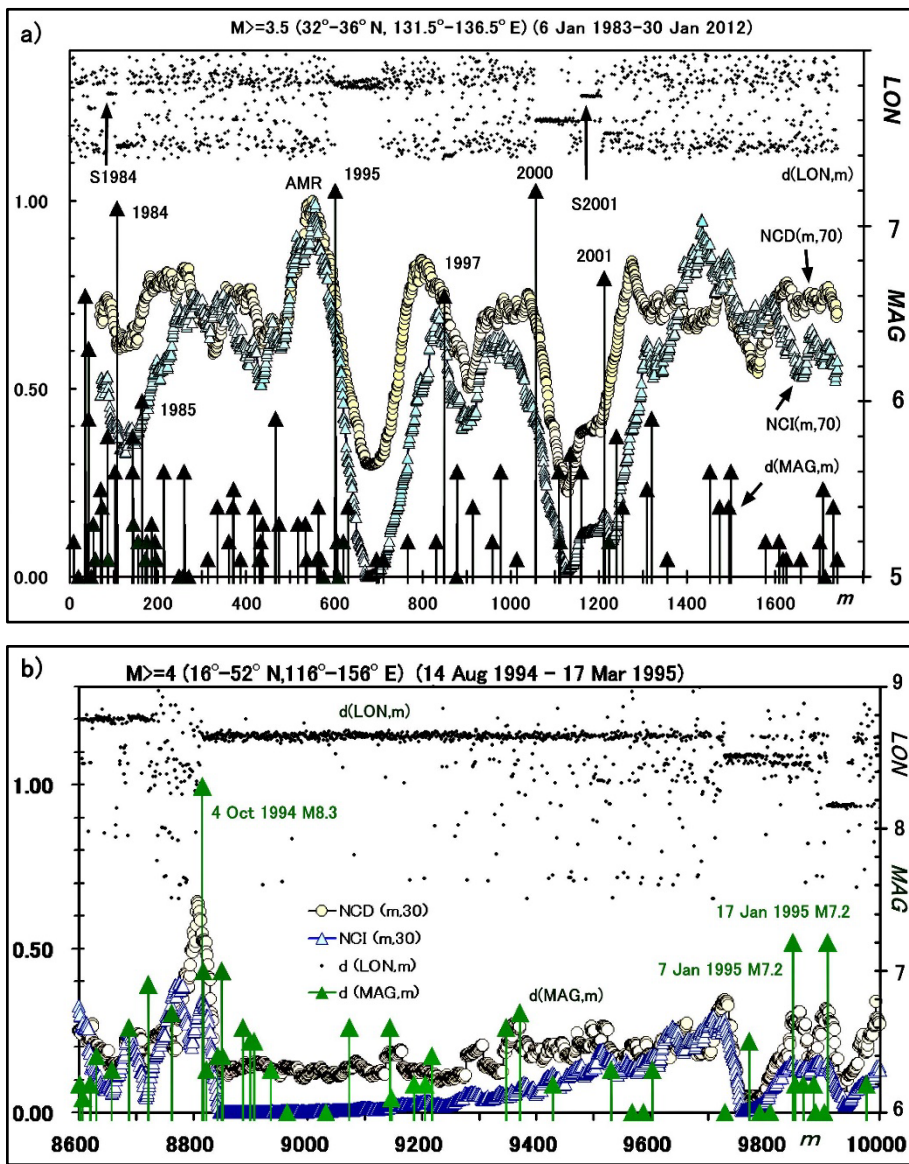 a)
M>=3.5 (32°−36° N, 131.5°−136.5° E) (6 Jan 1983−30 Jan 2012)
LON
S1984
1984
AMR
1995
2000
S2001
d(LON,m)
1.00
7
1997
2001
NCD(m,70)
MAG
0.50
1985
6
NCI(m,70)
d(MAG,m)
0.00
5
0 200 400 600 800 1000 1200 1400 1600 m
b)
M>=4 (16°−52° N,116°−156° E) (14 Aug 1994 − 17 Mar 1995)
9
d(LON,m)
LON
1.00
4 Oct 1994 M8.3
8
MAG
NCD (m,30)
NCI (m,30)
d (LON,m)
d (MAG,m)
17 Jan 1995 M7.2
0.50
7 Jan 1995 M7.2
7
d(MAG,m)
0.00
6
8600 8800 9000 9200 9400 9600 9800 m 10000